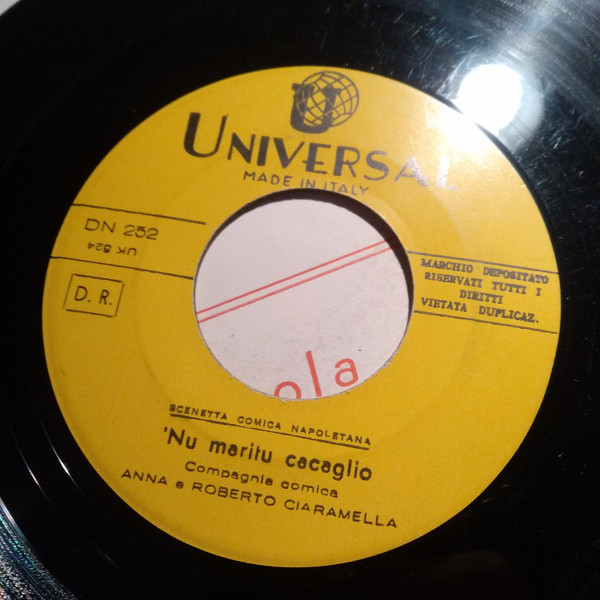 UNIVERSAL
MADE IN ITALY
DN 252
UK 524
D. R.
MARCHIO DEPOSITATO
RISERVATI TUTTI I
DIRITTI
VIETATA DUPLICAZ.
ola
SCENETTA COMICA NAPOLETANA
'Nu maritu cacaglio
Compagnia comica
ANNA e ROBERTO CIARAMELLA